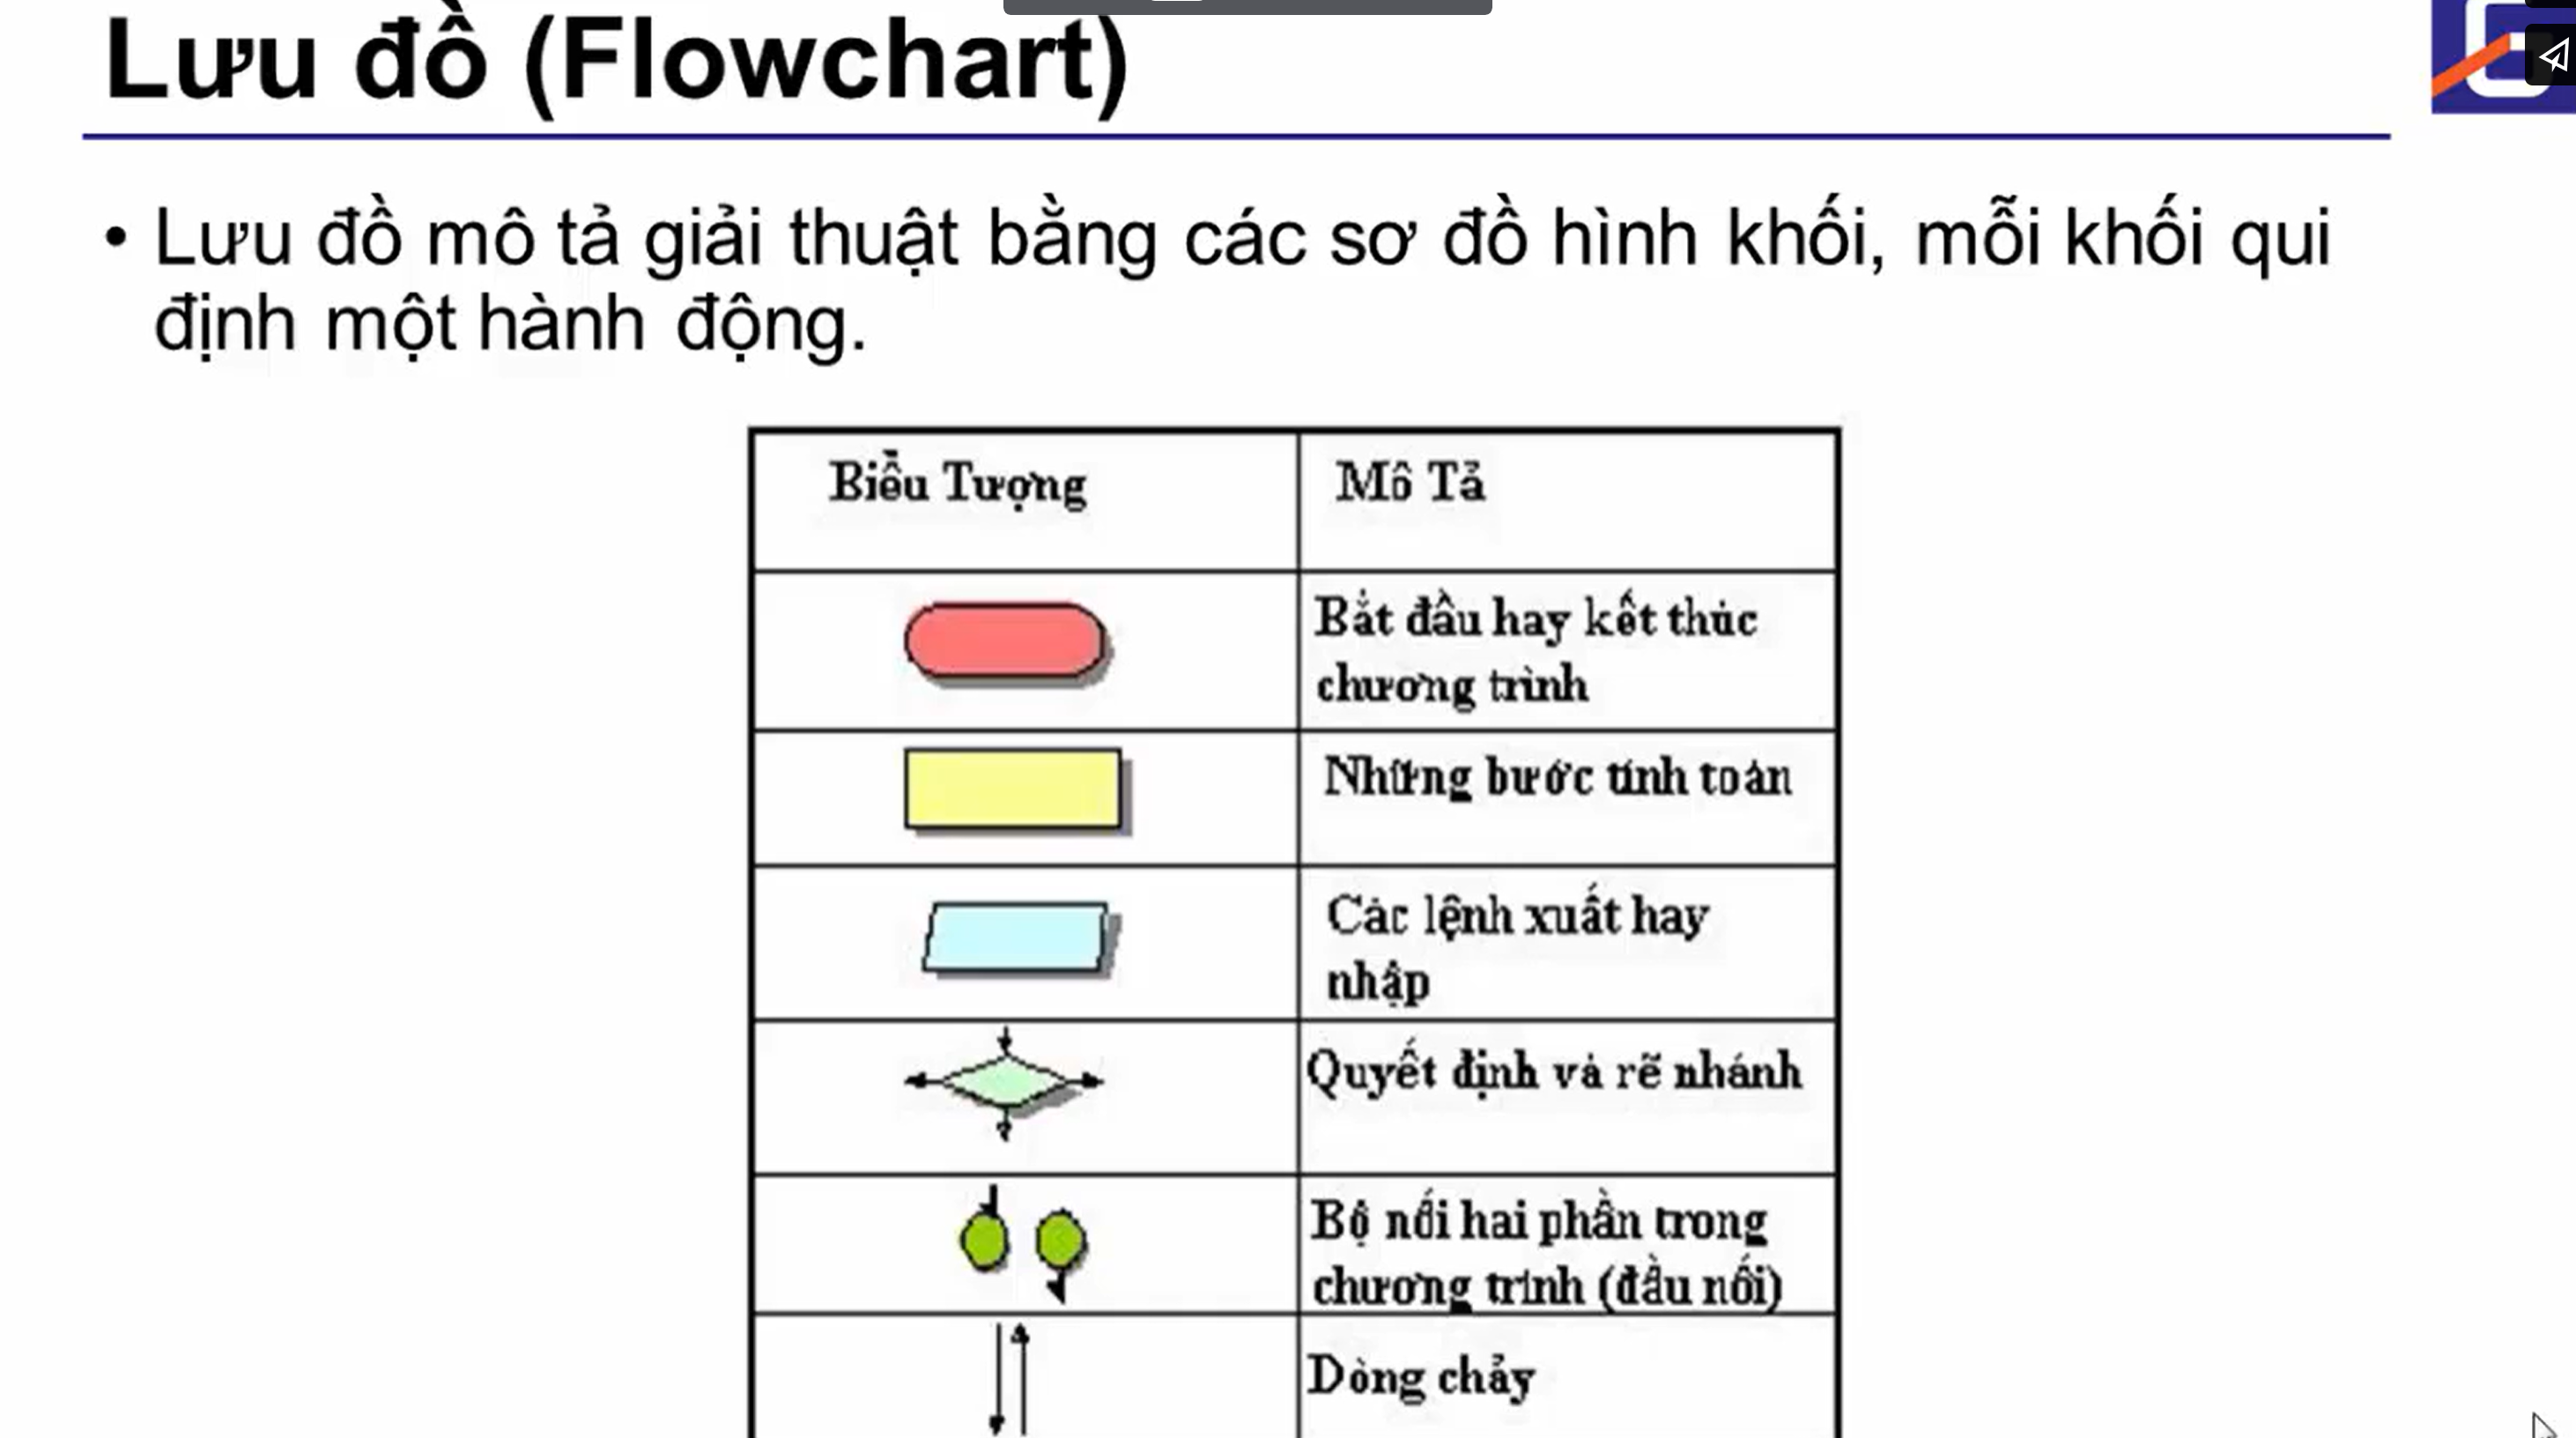 Lưu đồ (Flowchart)
• Lưu đồ mô tả giải thuật bằng các sơ đồ hình khối, mỗi khối qui
định một hành động.
Biểu Tượng
Mô Tả
Bắt đầu hay kết thúc
chương trình
Những bước tính toán
Các lệnh xuất hay
nhập
Quyết định và rẽ nhánh
Bộ nối hai phần trong
chương trình (đầu nối)
Dòng chảy